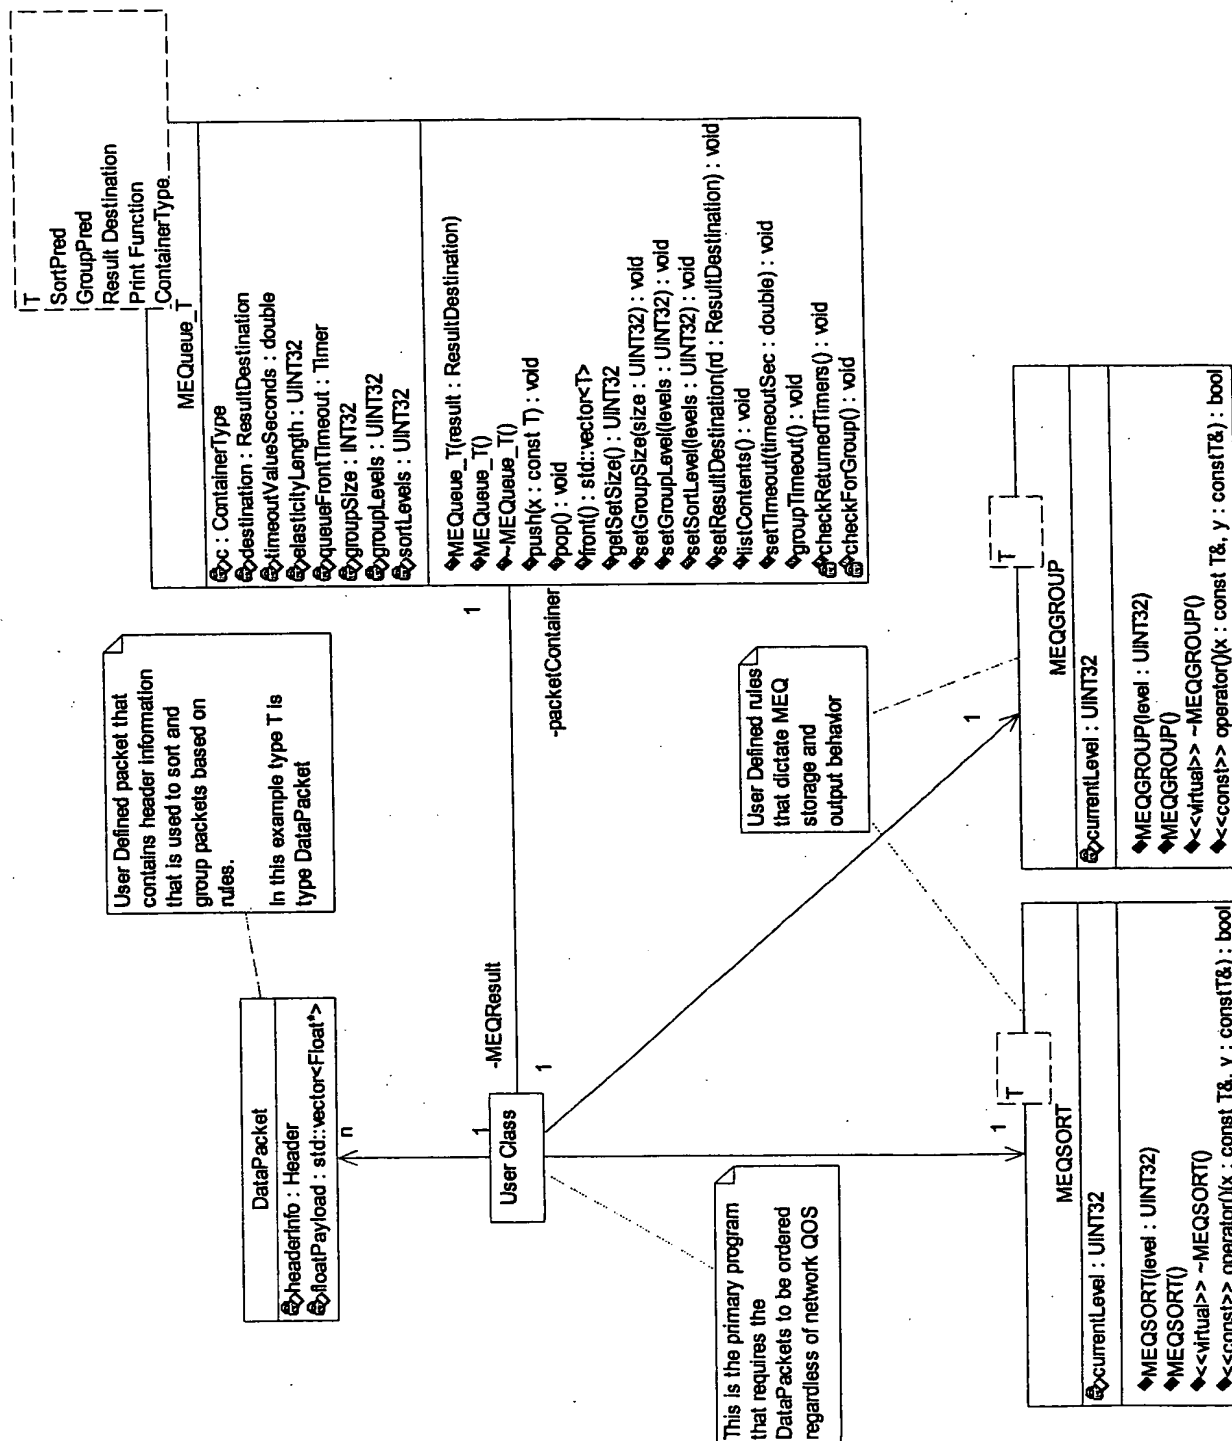 T
SortPred
GroupPred
Result Destination
Print Function
ContainerType
MEQueue_T
c : ContainerType
destination : ResultDestination
timeoutValueSeconds : double
elasticityLength : UINT32
queueFrontTimeout : Timer
groupSize : INT32
groupLevels : UINT32
sortLevels : UINT32
MEQueue_T(result : ResultDestination)
MEQueue_T()
~MEQueue_T()
push(x : const T) : void
pop() : void
front() : std::vector<T>
getSetSize() : UINT32
setGroupSize(size : UINT32) : void
setGroupLevel(levels : UINT32) : void
setSortLevel(levels : UINT32) : void
setResultDestination(rd : ResultDestination) : void
listContents() : void
setTimeout(timeoutSec : double) : void
groupTimeout() : void
checkReturnedTimers() : void
checkForGroup() : void
User Defined packet that
contains header information
that is used to sort and
group packets based on
rules.
In this example type T is
type DataPacket
DataPacket
headerInfo : Header
floatPayload : std::vector<Float*>
n
1
User Class
-MEQResult
1
1
-packetContainer
This is the primary program
that requires the
DataPackets to be ordered
regardless of network QOS
User Defined rules
that dictate MEQ
storage and
output behavior
1
T
MEQSORT
currentLevel : UINT32
MEQSORT(level : UINT32)
MEQSORT()
<<virtual>> ~MEQSORT()
<<const>> operator()(x : const T&, y : constT&) : bool
1
T
MEQGROUP
currentLevel : UINT32
MEQGROUP(level : UINT32)
MEQGROUP()
<<virtual>> ~MEQGROUP()
<<const>> operator()(x : const T&, y : constT&) : bool